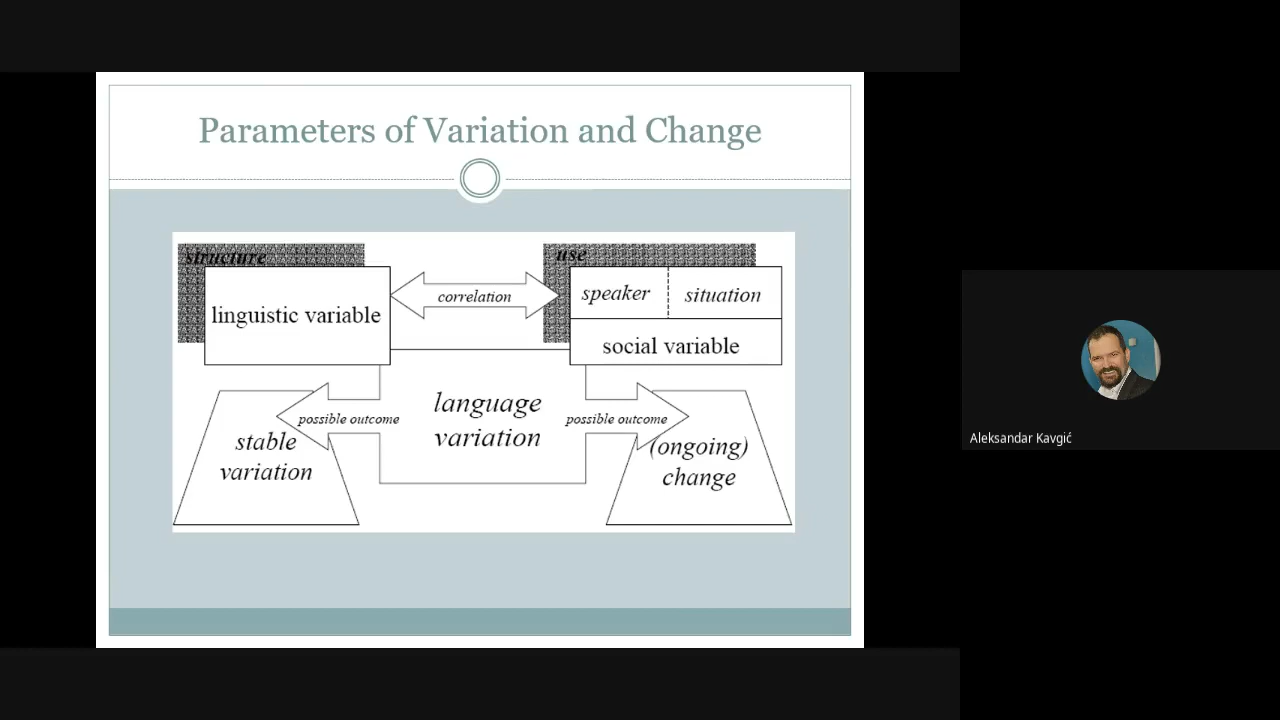 Parameters of Variation and Change
structure
use
linguistic variable
correlation
speaker
situation
social variable
language
variation
possible outcome
possible outcome
stable
variation
(ongoing)
change
Aleksandar Kavgić